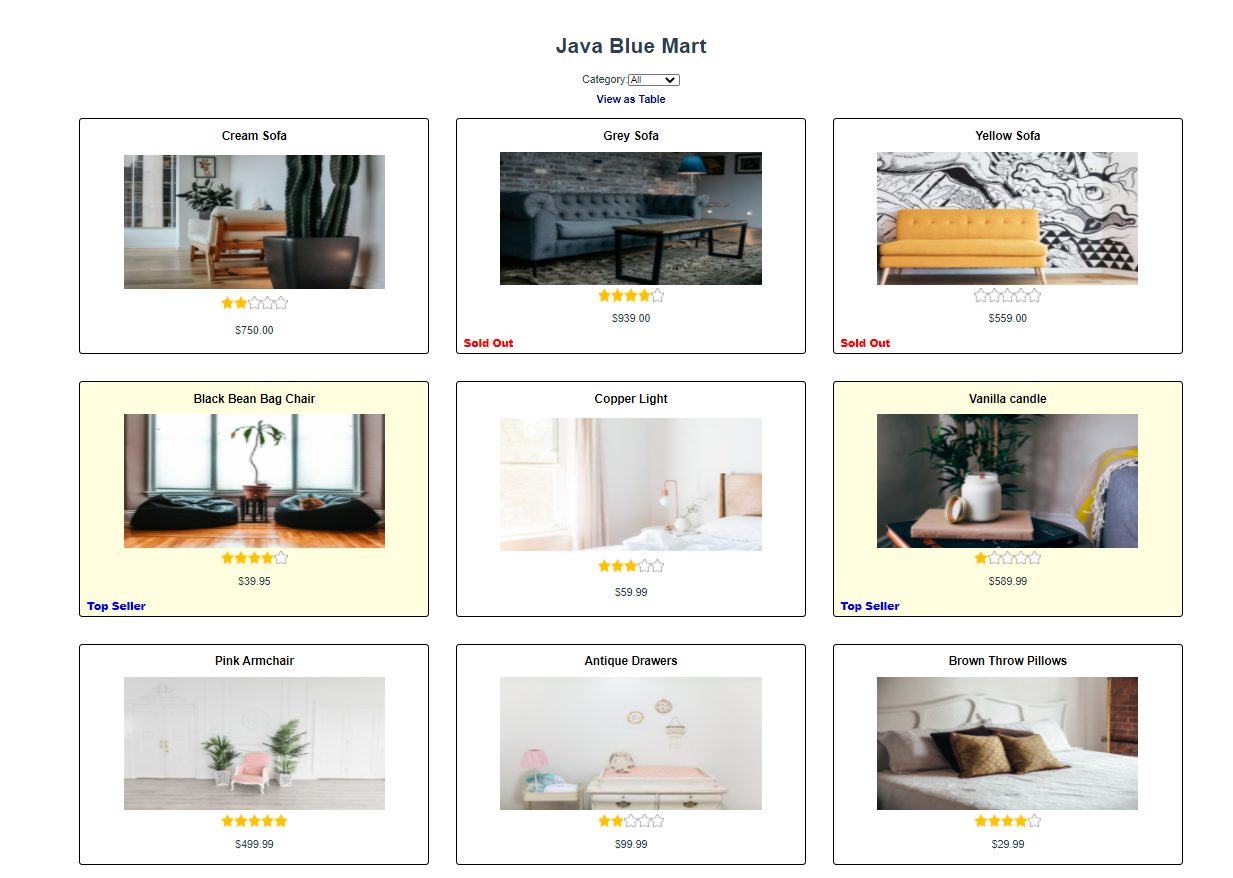 Java Blue Mart
Category: All
View as Table
Cream Sofa
$750.00
Grey Sofa
$939.00
Sold Out
Yellow Sofa
$559.00
Sold Out
Black Bean Bag Chair
$39.95
Top Seller
Copper Light
$59.99
Vanilla candle
$589.99
Top Seller
Pink Armchair
$499.99
Antique Drawers
$99.99
Brown Throw Pillows
$29.99